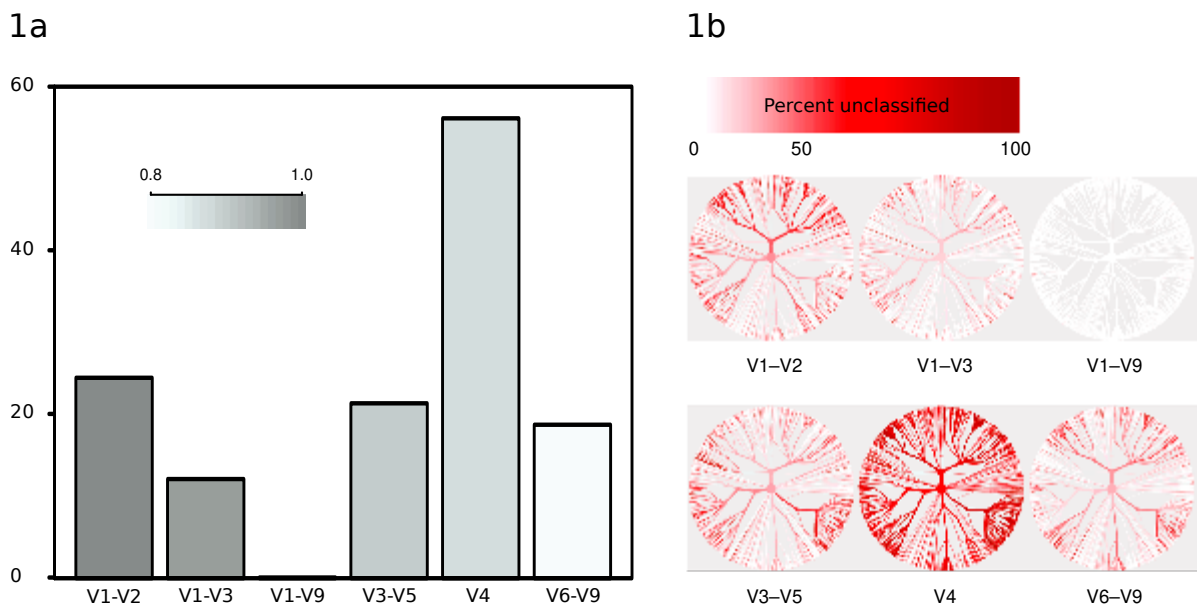 1a
60
40
20
0
0.8 1.0
V1-V2 V1-V3 V1-V9 V3-V5 V4 V6-V9
1b
Percent unclassified
0 50 100
V1–V2 V1–V3 V1–V9
V3–V5 V4 V6–V9